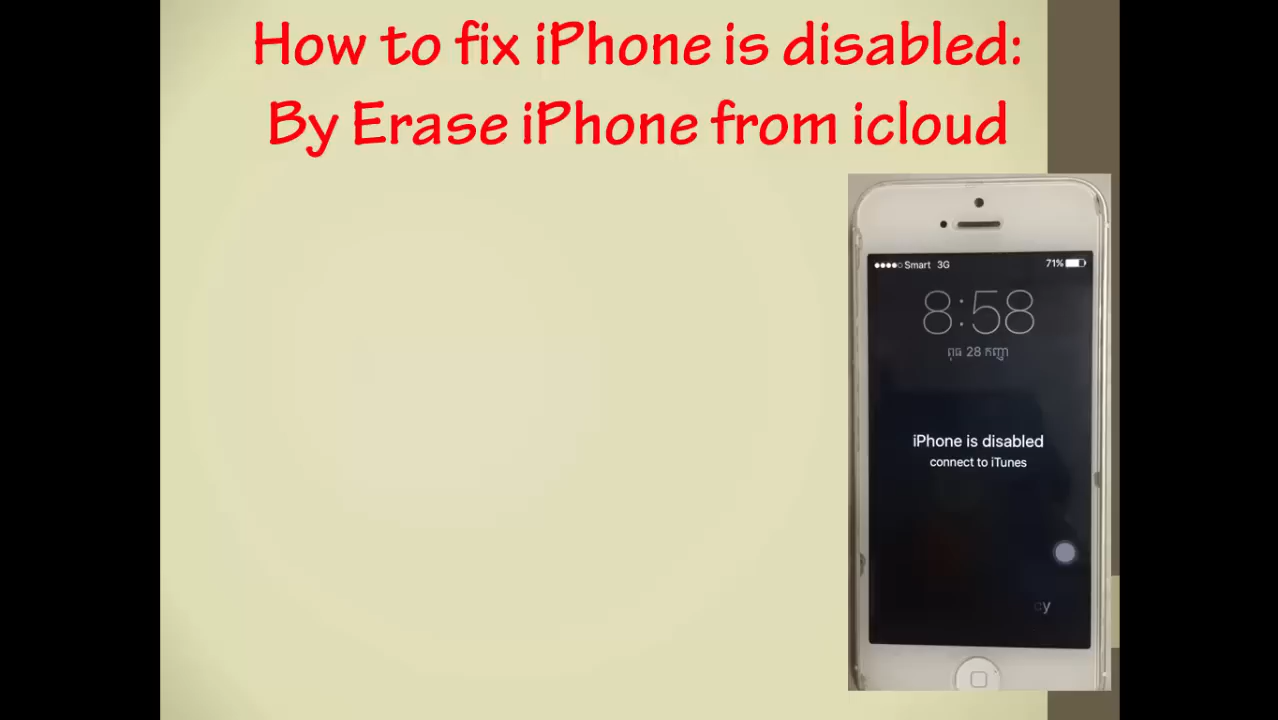 How to fix iPhone is disabled:
By Erase iPhone from icloud
Smart 3G 71%
8:58
ពុធ 28 កញ្ញា
iPhone is disabled
connect to iTunes
cy